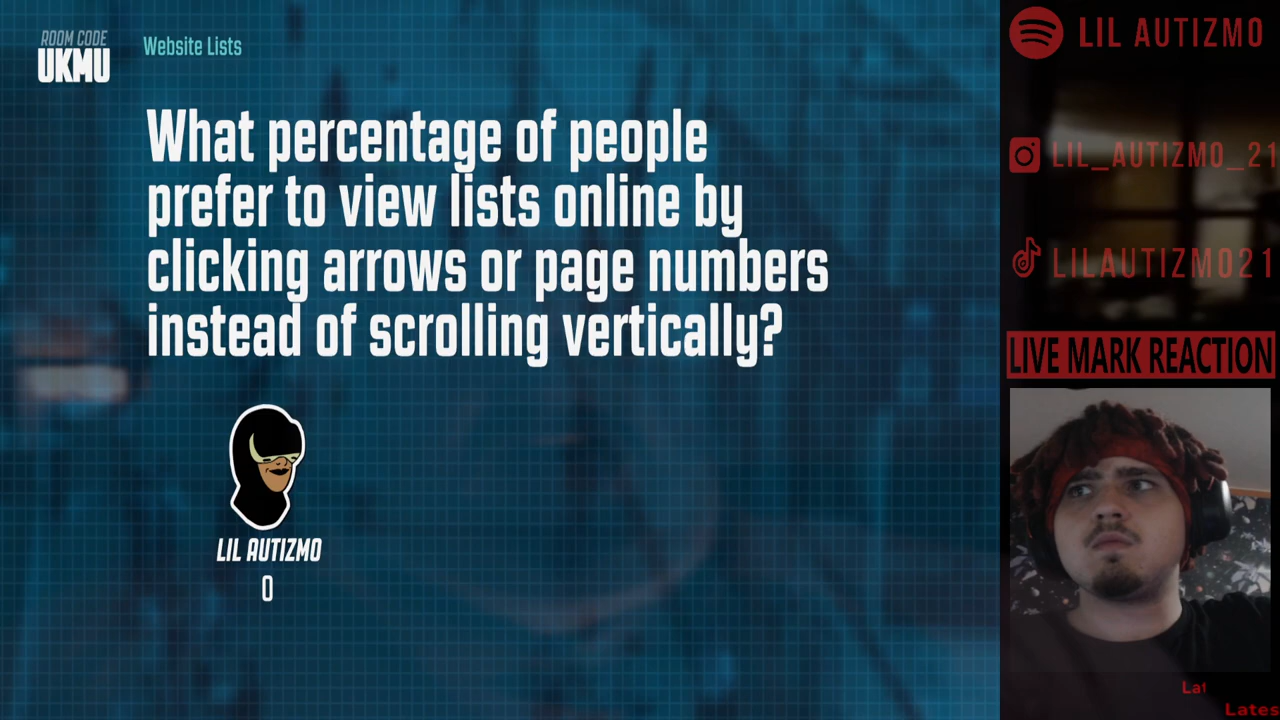 ROOM CODE
UKMU
Website Lists
What percentage of people
prefer to view lists online by
clicking arrows or page numbers
instead of scrolling vertically?
LIL AUTIZMO
0
LIL AUTIZMO
LIL_AUTIZMO_21
LILAUTIZMO21
LIVE MARK REACTION
Lat
Lates